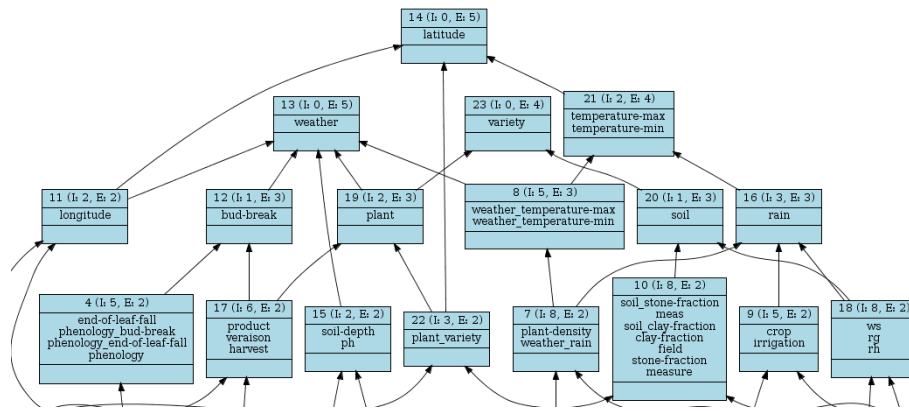 14 (I: 0, E: 5)
latitude
13 (I: 0, E: 5)
weather
23 (I: 0, E: 4)
variety
21 (I: 2, E: 4)
temperature-max
temperature-min
11 (I: 2, E: 2)
longitude
12 (I: 1, E: 3)
bud-break
19 (I: 2, E: 3)
plant
8 (I: 5, E: 3)
weather_temperature-max
weather_temperature-min
20 (I: 1, E: 3)
soil
16 (I: 3, E: 3)
rain
4 (I: 5, E: 2)
end-of-leaf-fall
phenology_bud-break
phenology_end-of-leaf-fall
phenology
17 (I: 6, E: 2)
product
veraison
harvest
15 (I: 2, E: 2)
soil-depth
ph
22 (I: 3, E: 2)
plant_variety
7 (I: 8, E: 2)
plant-density
weather_rain
10 (I: 8, E: 2)
soil_stone-fraction
meas
soil_clay-fraction
clay-fraction
field
stone-fraction
measure
9 (I: 5, E: 2)
crop
irrigation
18 (I: 8, E: 2)
ws
rg
rh